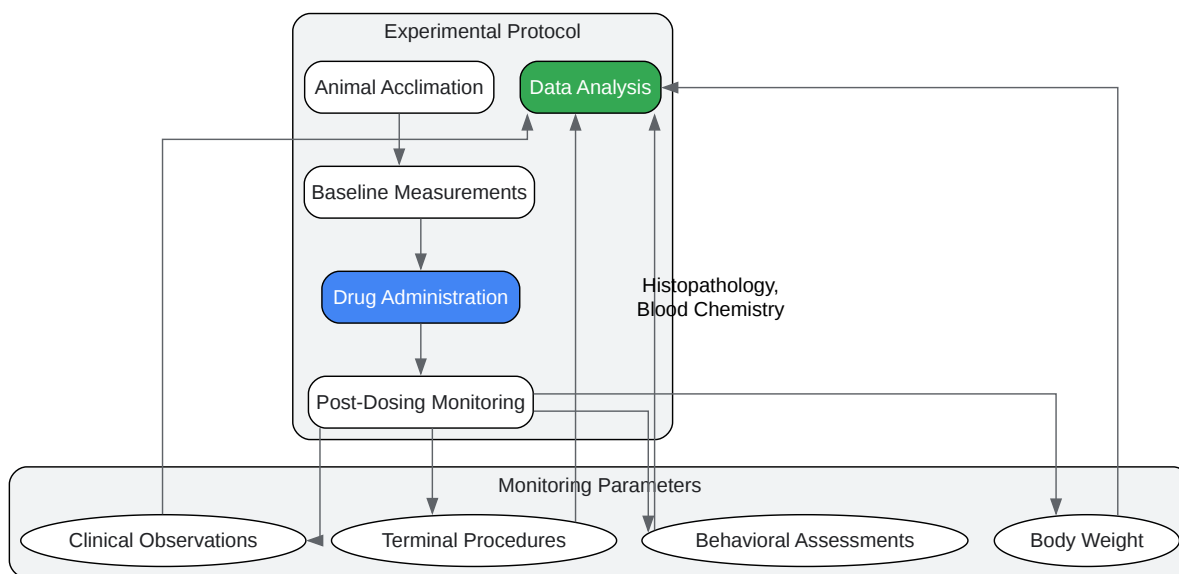 Experimental Protocol
Animal Acclimation
Data Analysis
Baseline Measurements
Drug Administration
Histopathology,
Blood Chemistry
Post-Dosing Monitoring
Monitoring Parameters
Clinical Observations
Terminal Procedures
Behavioral Assessments
Body Weight